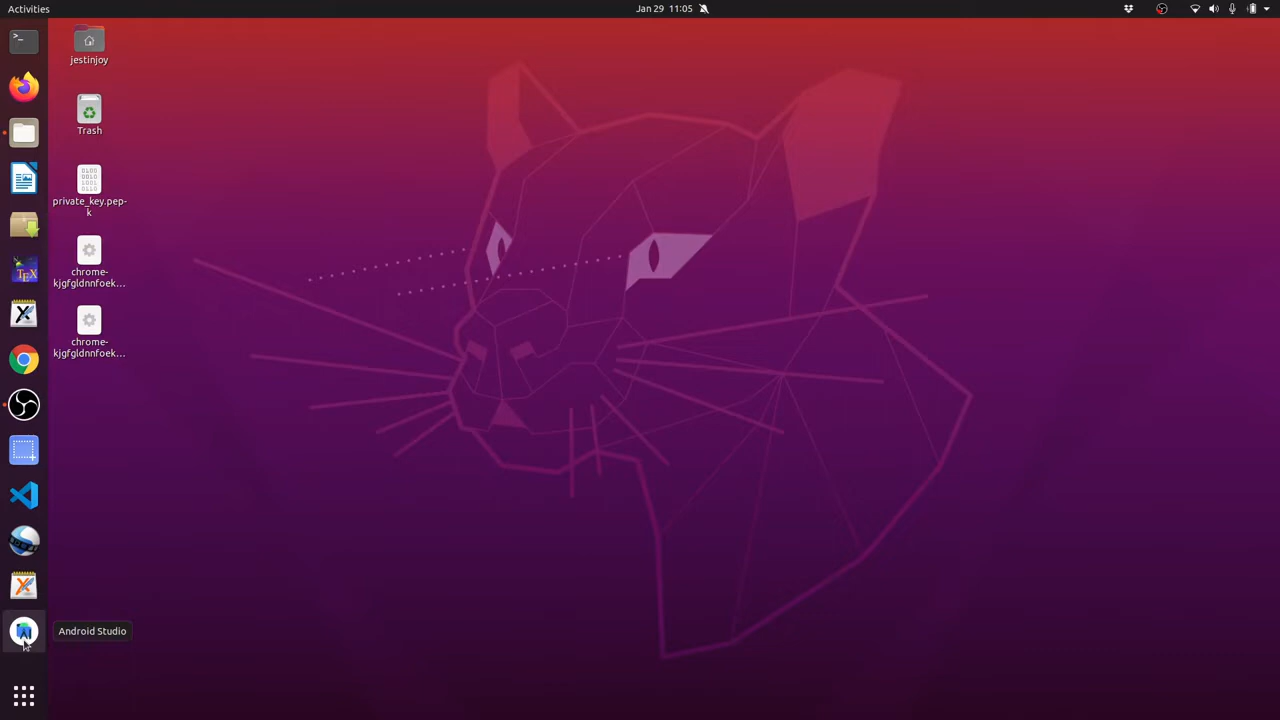 Activities
Jan 29 11:05
jestinjoy
Trash
private_key.pep-
k
chrome-
kjgfgldnnfoek...
chrome-
kjgfgldnnfoek...
Android Studio